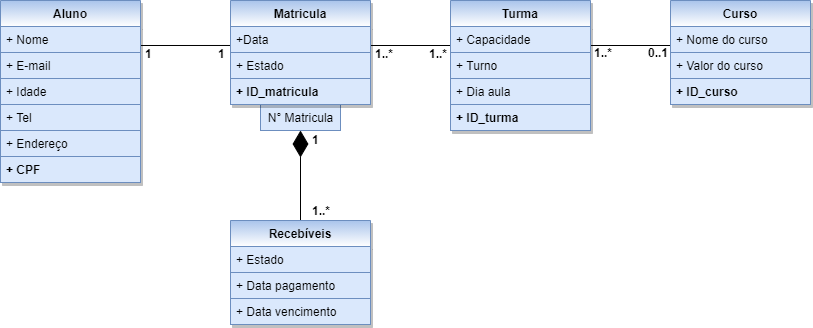 Aluno
+ Nome
+ E-mail
+ Idade
+ Tel
+ Endereço
+ CPF
1
1
Matricula
+Data
+ Estado
+ ID_matricula
N° Matricula
1
1..*
Recebíveis
+ Estado
+ Data pagamento
+ Data vencimento
1..*
1..*
Turma
+ Capacidade
+ Turno
+ Dia aula
+ ID_turma
1..*
0..1
Curso
+ Nome do curso
+ Valor do curso
+ ID_curso